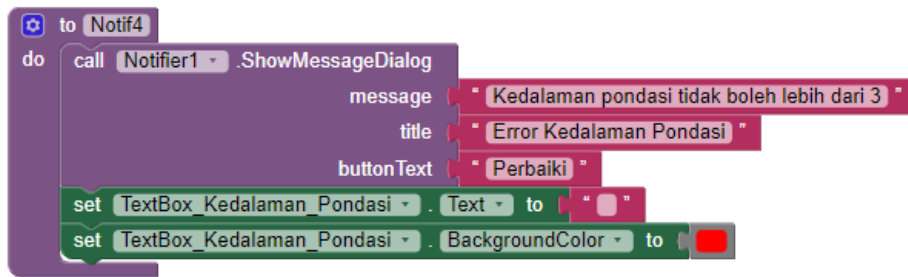 to Notif4
do call Notifier1 .ShowMessageDialog
message " Kedalaman pondasi tidak boleh lebih dari 3 "
title " Error Kedalaman Pondasi "
buttonText " Perbaiki "
set TextBox_Kedalaman_Pondasi . Text to " "
set TextBox_Kedalaman_Pondasi . BackgroundColor to